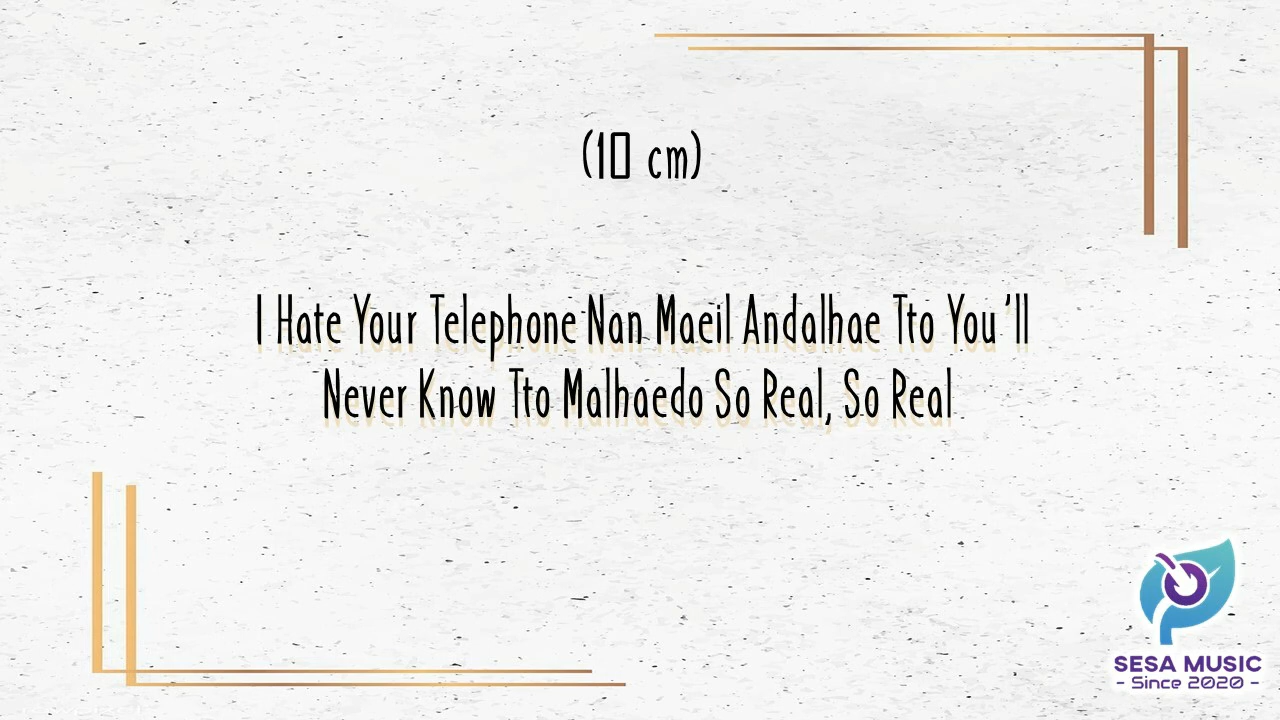 (10 cm)
I Hate Your Telephone Nan Maeil Andalhae Tto You'll
Never Know Tto Malhaedo So Real, So Real
SESA MUSIC
- Since 2020 -